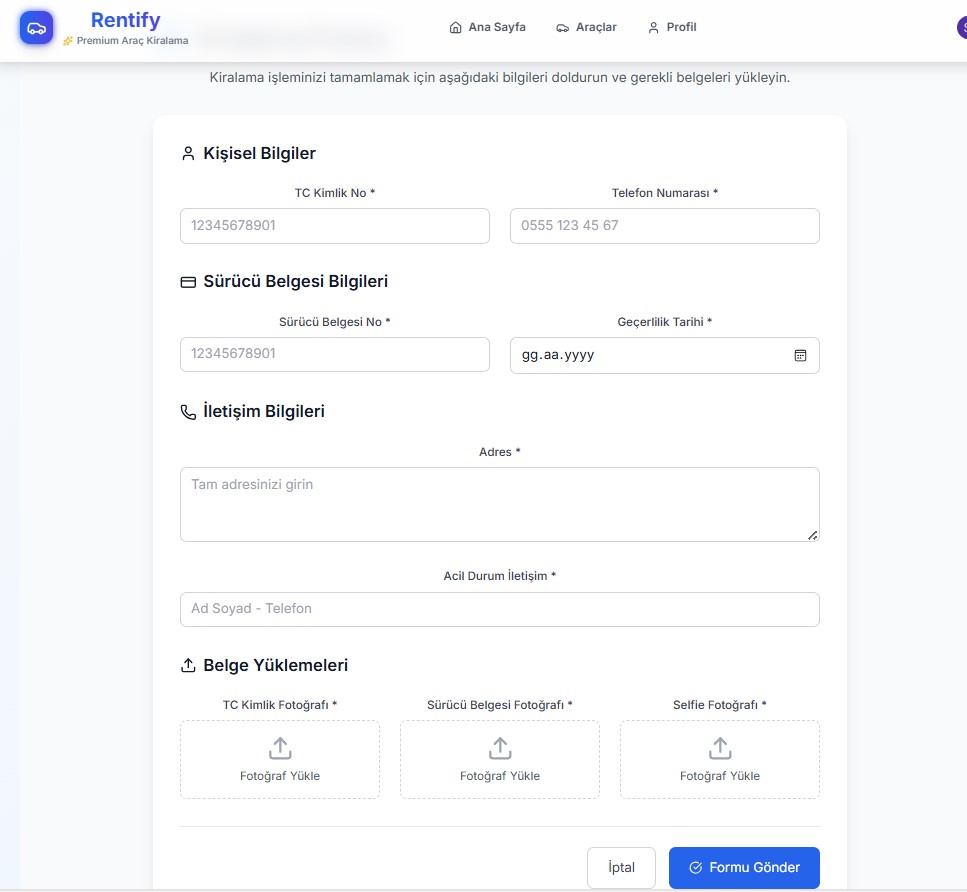 Rentify
Premium Araç Kiralama
Ana Sayfa
Araçlar
Profil
Kiralama işleminizi tamamlamak için aşağıdaki bilgileri doldurun ve gerekli belgeleri yükleyin.
Kişisel Bilgiler
TC Kimlik No *
Telefon Numarası *
12345678901
0555 123 45 67
Sürücü Belgesi Bilgileri
Sürücü Belgesi No *
Geçerlilik Tarihi *
12345678901
gg.aa.yyyy
İletişim Bilgileri
Adres *
Tam adresinizi girin
Acil Durum İletişim *
Ad Soyad - Telefon
Belge Yüklemeleri
TC Kimlik Fotoğrafı *
Sürücü Belgesi Fotoğrafı *
Selfie Fotoğrafı *
Fotoğraf Yükle
Fotoğraf Yükle
Fotoğraf Yükle
İptal
Formu Gönder